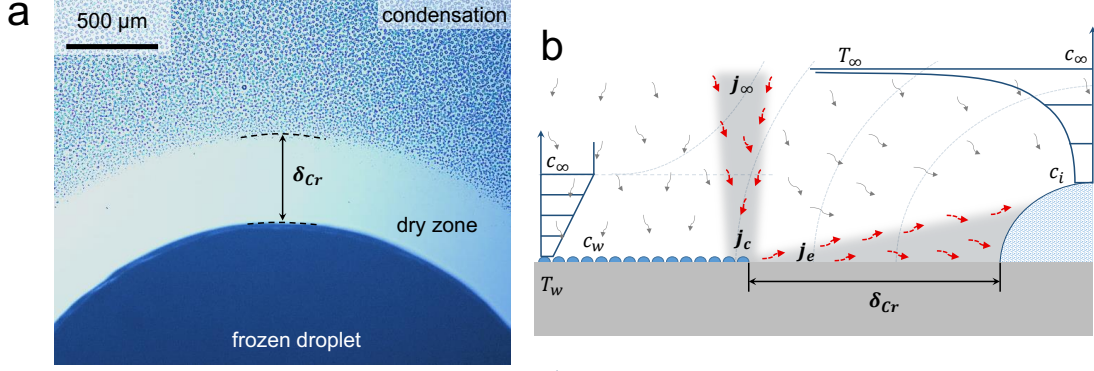 a
500 µm
condensation
δCr
dry zone
frozen droplet
b
T∞
c∞
j∞
c∞
ci
cw
jc
je
Tw
δCr